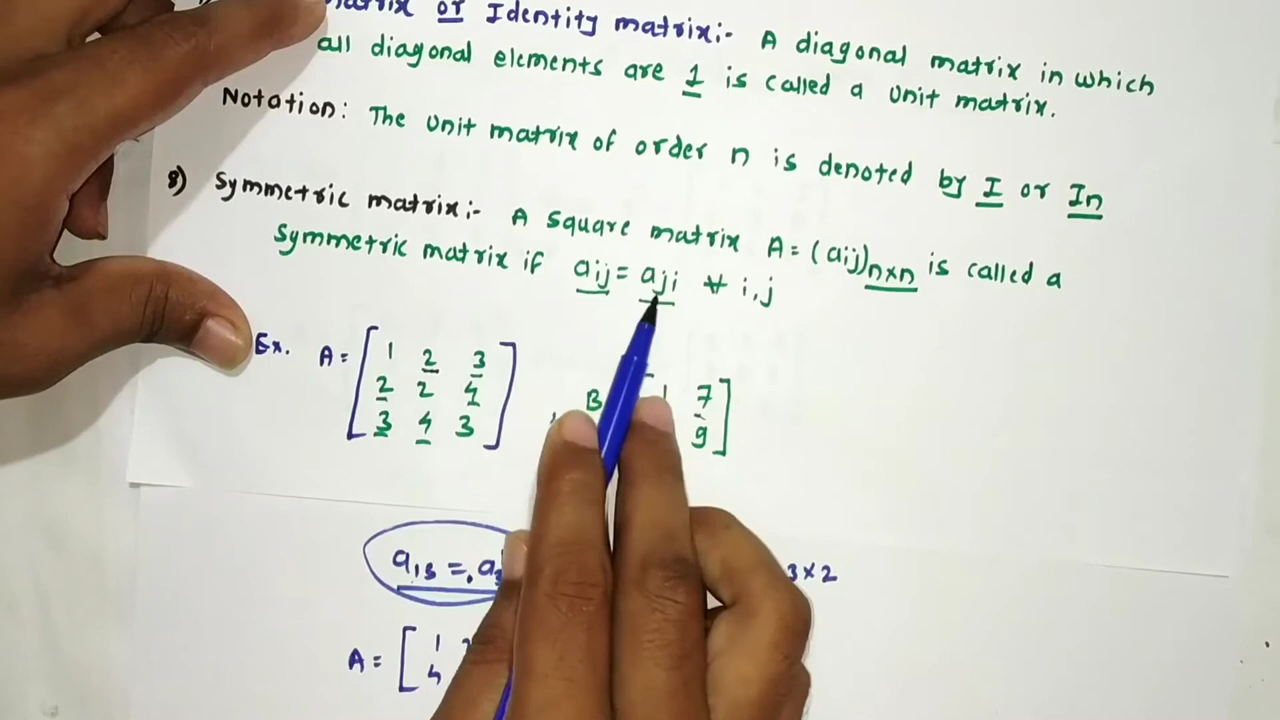 matrix or Identity matrix:- A diagonal matrix in which
all diagonal elements are 1 is called a unit matrix.
Notation: The unit matrix of order n is denoted by I or In
8) Symmetric matrix:- A square matrix A = (aij)n×n is called a
symmetric matrix if aij = aji ∀ i,j
Ex. A = [ 1 2 3
2 2 4
3 4 3 ]
, B 1 7
9 ]
a13 = a3
3×2
A = [ 1
4